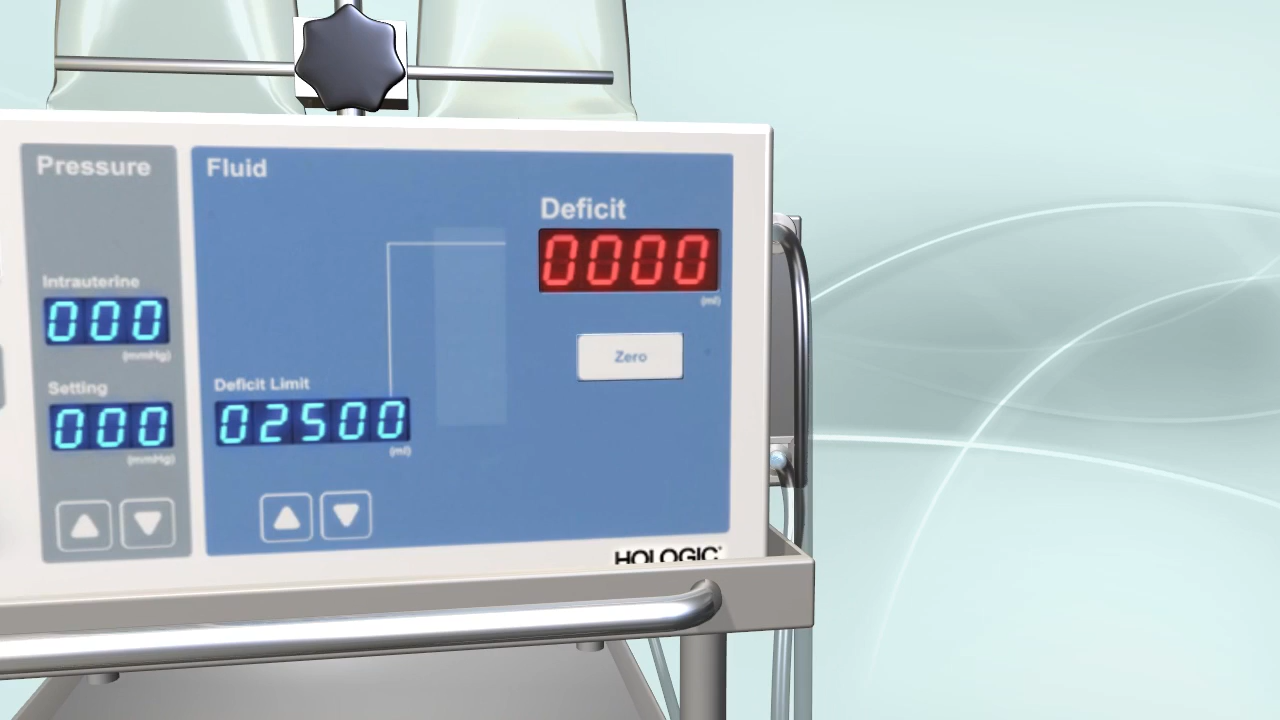 Pressure
Intrauterine
000
(mmHg)
Setting
000
(mmHg)
Fluid
Deficit
0000
(ml)
Zero
Deficit Limit
02500
(ml)
HOLOGIC